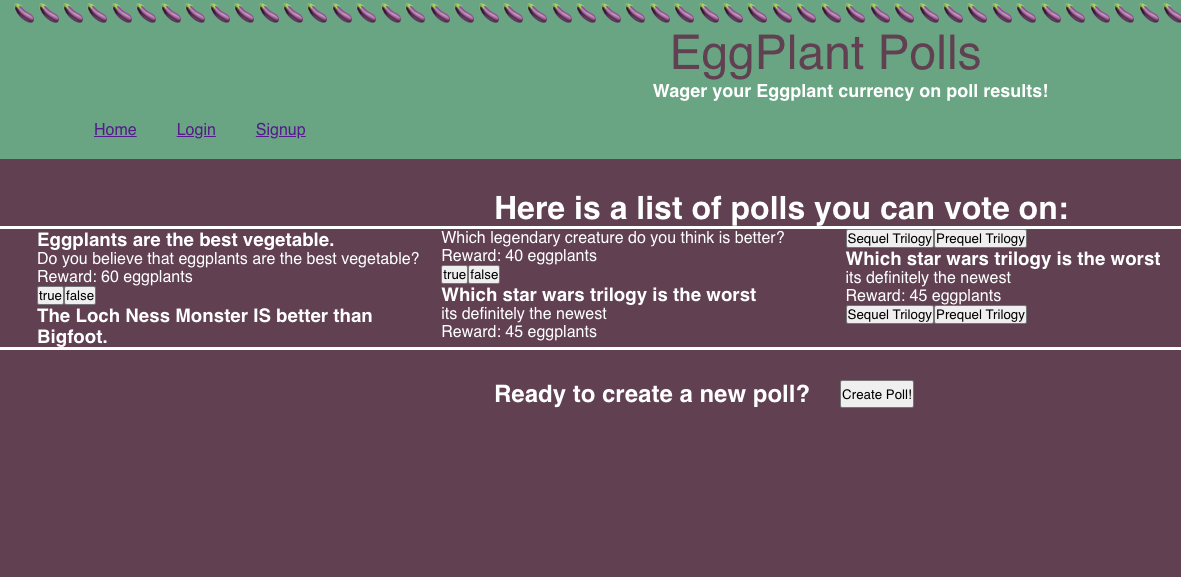 EggPlant Polls
Wager your Eggplant currency on poll results!
Home Login Signup
Here is a list of polls you can vote on:
Eggplants are the best vegetable.
Do you believe that eggplants are the best vegetable?
Reward: 60 eggplants
true false
The Loch Ness Monster IS better than
Bigfoot.
Which legendary creature do you think is better?
Reward: 40 eggplants
true false
Which star wars trilogy is the worst
its definitely the newest
Reward: 45 eggplants
Sequel Trilogy Prequel Trilogy
Which star wars trilogy is the worst
its definitely the newest
Reward: 45 eggplants
Sequel Trilogy Prequel Trilogy
Ready to create a new poll? Create Poll!